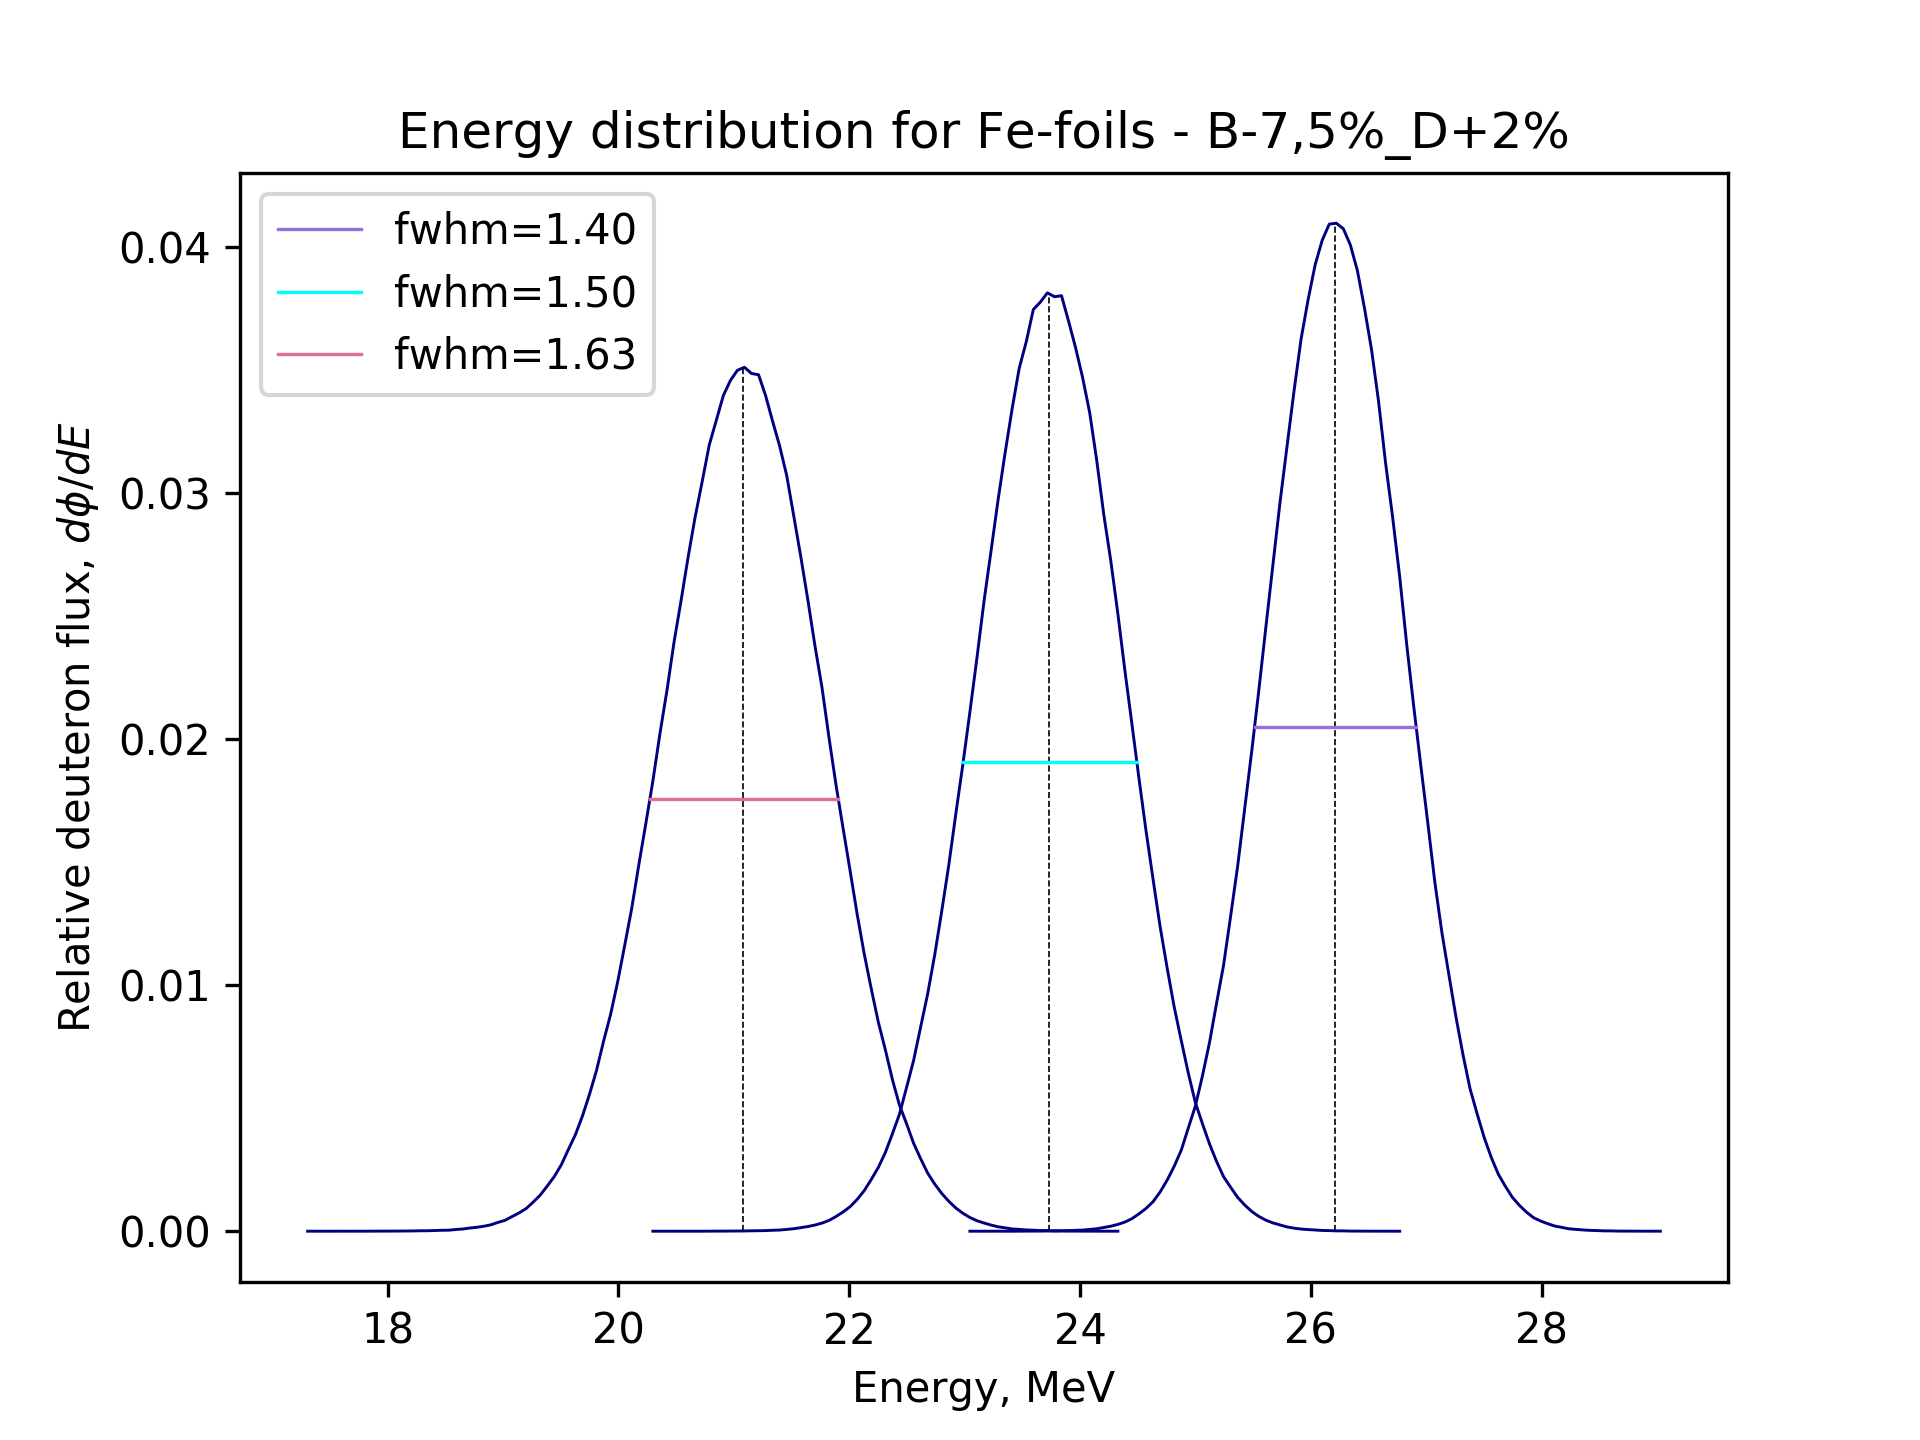 Energy distribution for Fe-foils - B-7,5%_D+2%
fwhm=1.40
fwhm=1.50
fwhm=1.63
Relative deuteron flux, dϕ/dE
0.04
0.03
0.02
0.01
0.00
18 20 22 24 26 28
Energy, MeV